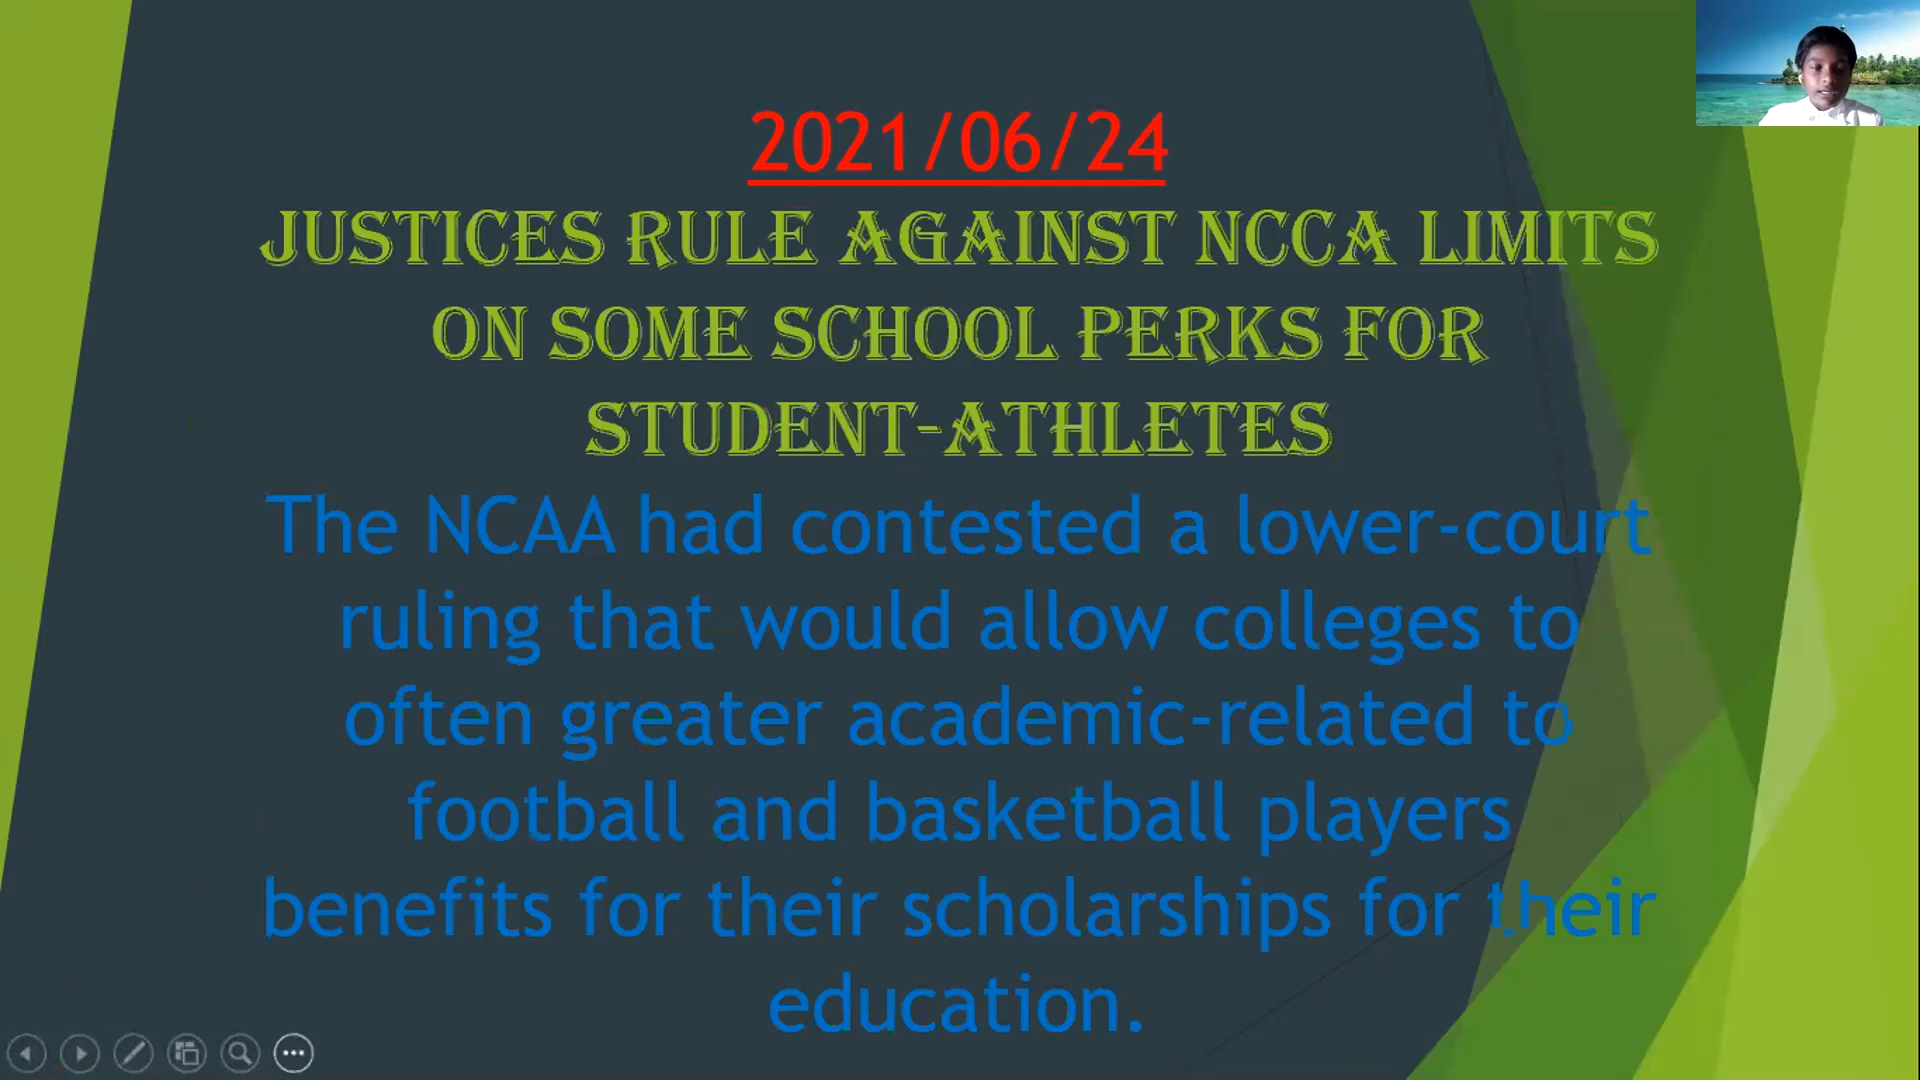 2021/06/24
JUSTICES RULE AGAINST NCCA LIMITS
ON SOME SCHOOL PERKS FOR
STUDENT-ATHLETES
The NCAA had contested a lower-court
ruling that would allow colleges to
often greater academic-related to
football and basketball players
benefits for their scholarships for their
education.